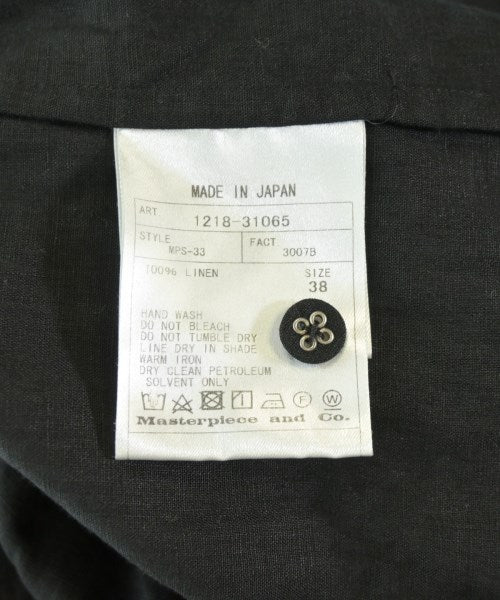 MADE IN JAPAN
ART 1218-31065
STYLE MPS-33 FACT 3007B
100% LINEN SIZE
38
HAND WASH
DO NOT BLEACH
DO NOT TUMBLE DRY
LINE DRY IN SHADE
WARM IRON
DRY CLEAN PETROLEUM
SOLVENT ONLY
F W
Masterpiece and Co.